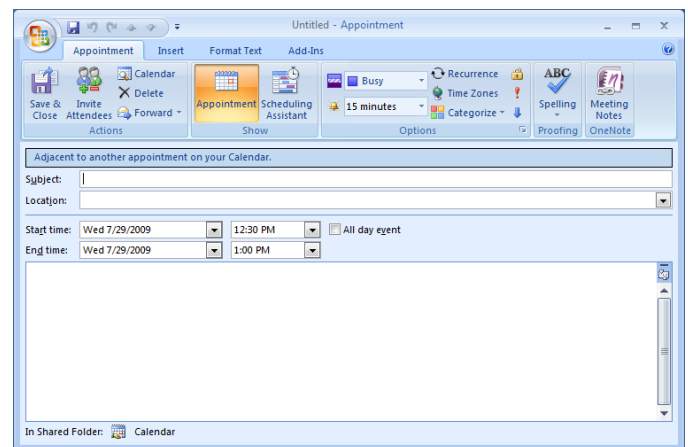 Untitled - Appointment
Appointment Insert Format Text Add-Ins
Save & Close
Invite Attendees
Calendar
Delete
Forward
Actions
Appointment
Scheduling Assistant
Show
Busy
15 minutes
Recurrence
Time Zones
Categorize
Options
ABC
Spelling
Proofing
Meeting Notes
OneNote
Adjacent to another appointment on your Calendar.
Subject:
Location:
Start time: Wed 7/29/2009 12:30 PM All day event
End time: Wed 7/29/2009 1:00 PM
In Shared Folder: Calendar